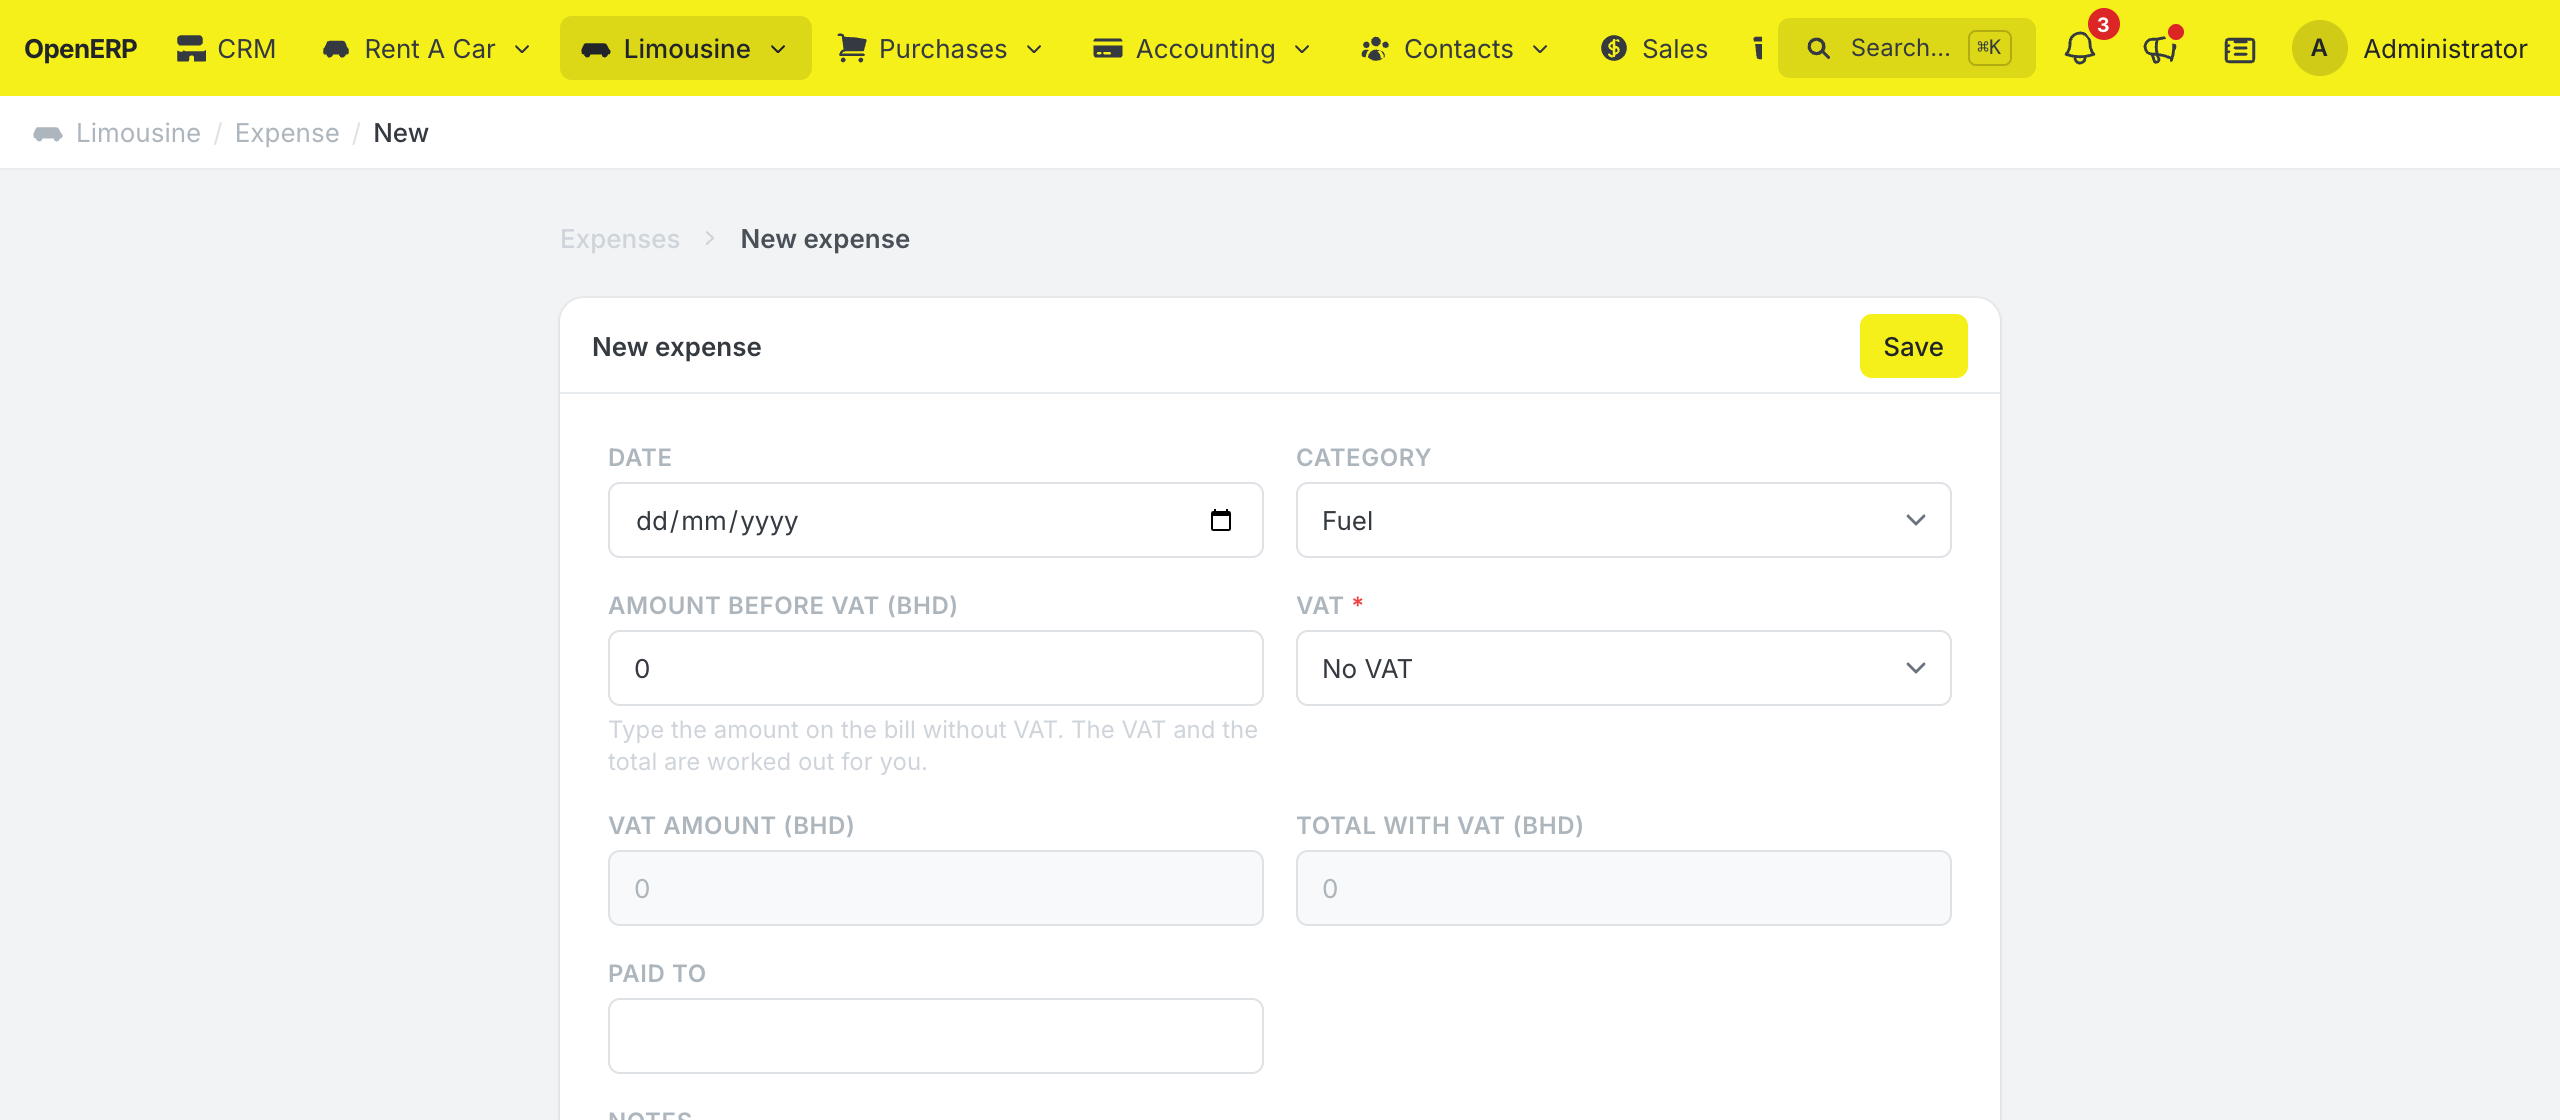 OpenERP CRM Rent A Car Limousine Purchases Accounting Contacts Sales Search... ⌘K 3 A Administrator
Limousine / Expense / New
Expenses > New expense
New expense Save
DATE CATEGORY
dd/mm/yyyy Fuel
AMOUNT BEFORE VAT (BHD) VAT *
0 No VAT
Type the amount on the bill without VAT. The VAT and the
total are worked out for you.
VAT AMOUNT (BHD) TOTAL WITH VAT (BHD)
0 0
PAID TO
NOTES